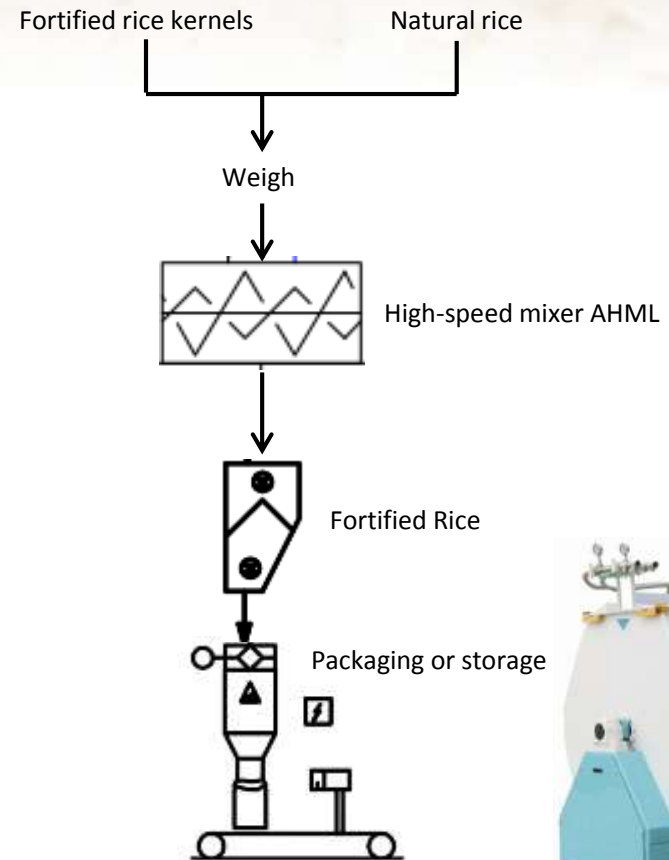 Fortified rice kernels
Natural rice
Weigh
High-speed mixer AHML
Fortified Rice
Packaging or storage